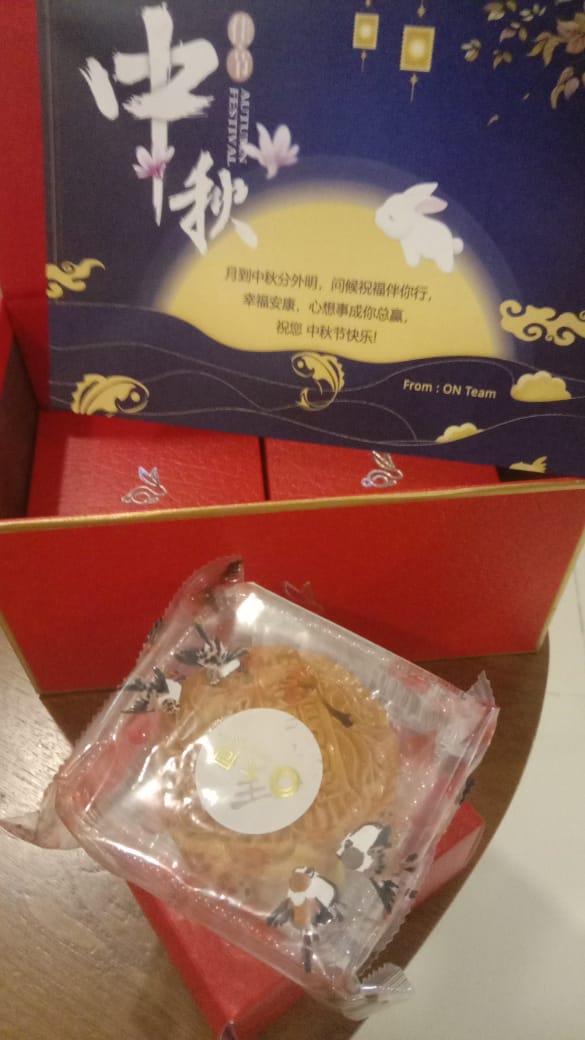 中秋
AUTUMN
FESTIVAL
月到中秋分外明，问候祝福伴你行，
幸福安康，心想事成你总赢，
祝您 中秋节快乐!
From : ON Team